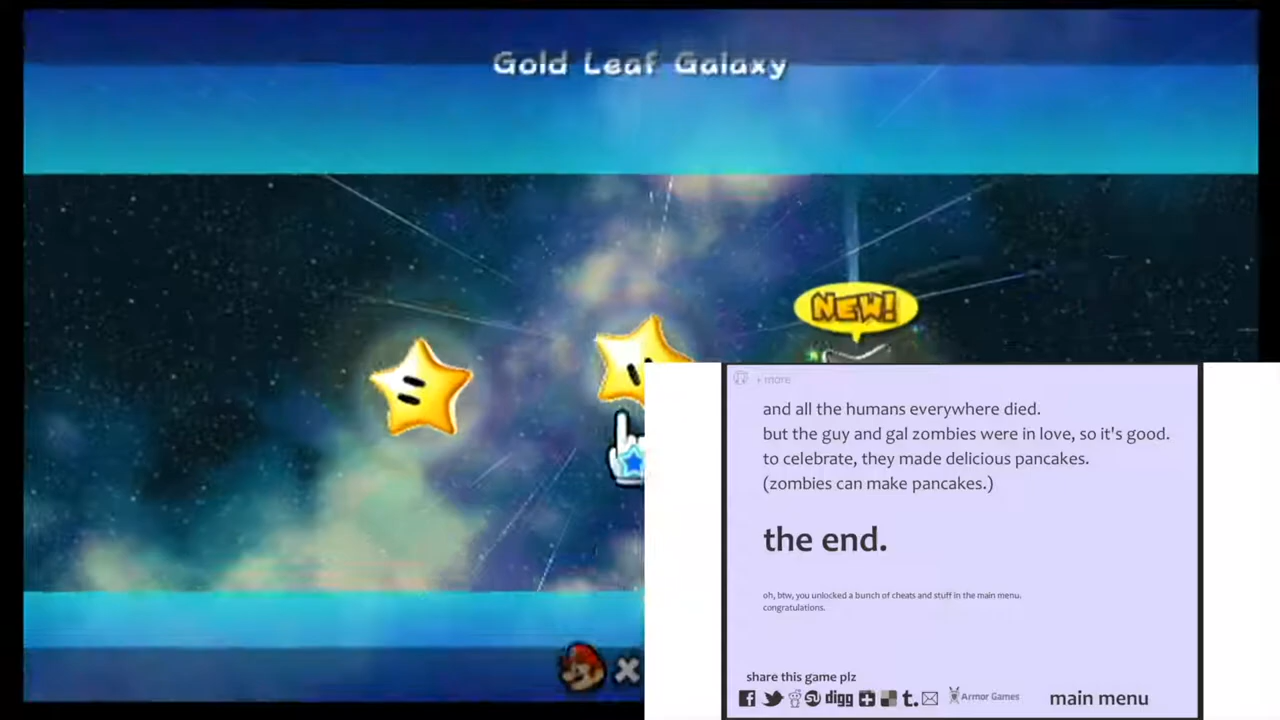 Gold Leaf Galaxy
NEW!
+ more
and all the humans everywhere died.
but the guy and gal zombies were in love, so it's good.
to celebrate, they made delicious pancakes.
(zombies can make pancakes.)
the end.
oh, btw, you unlocked a bunch of cheats and stuff in the main menu.
congratulations.
share this game plz
digg t. Armor Games
main menu